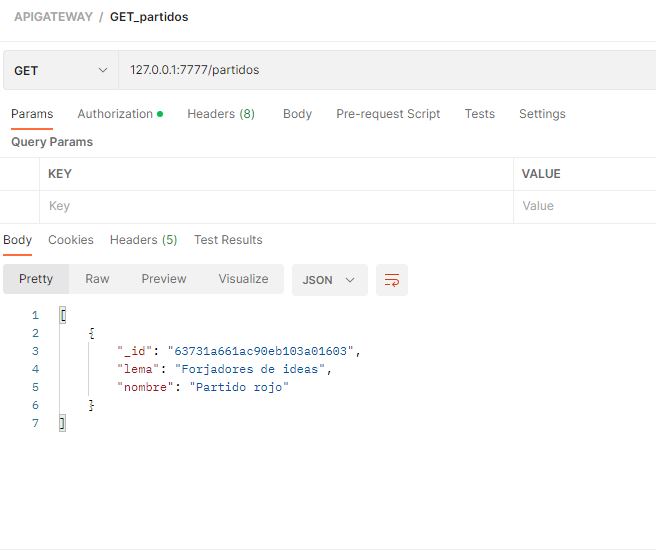 APIGATEWAY / GET_partidos
GET 127.0.0.1:7777/partidos
Params Authorization Headers (8) Body Pre-request Script Tests Settings
Query Params
KEY VALUE
Key Value
Body Cookies Headers (5) Test Results
Pretty Raw Preview Visualize JSON
1 [
2 {
3 "_id": "63731a661ac90eb103a01603",
4 "lema": "Forjadores de ideas",
5 "nombre": "Partido rojo"
6 }
7 ]